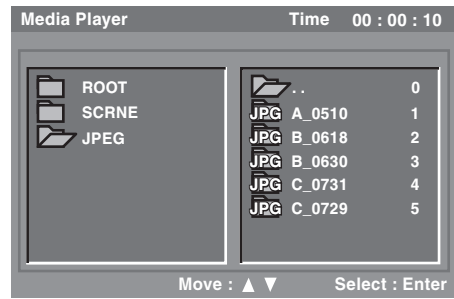 Media Player Time 00 : 00 : 10
ROOT
SCRNE
JPEG
. . 0
JPG A_0510 1
JPG B_0618 2
JPG B_0630 3
JPG C_0731 4
JPG C_0729 5
Move : ▲ ▼ Select : Enter